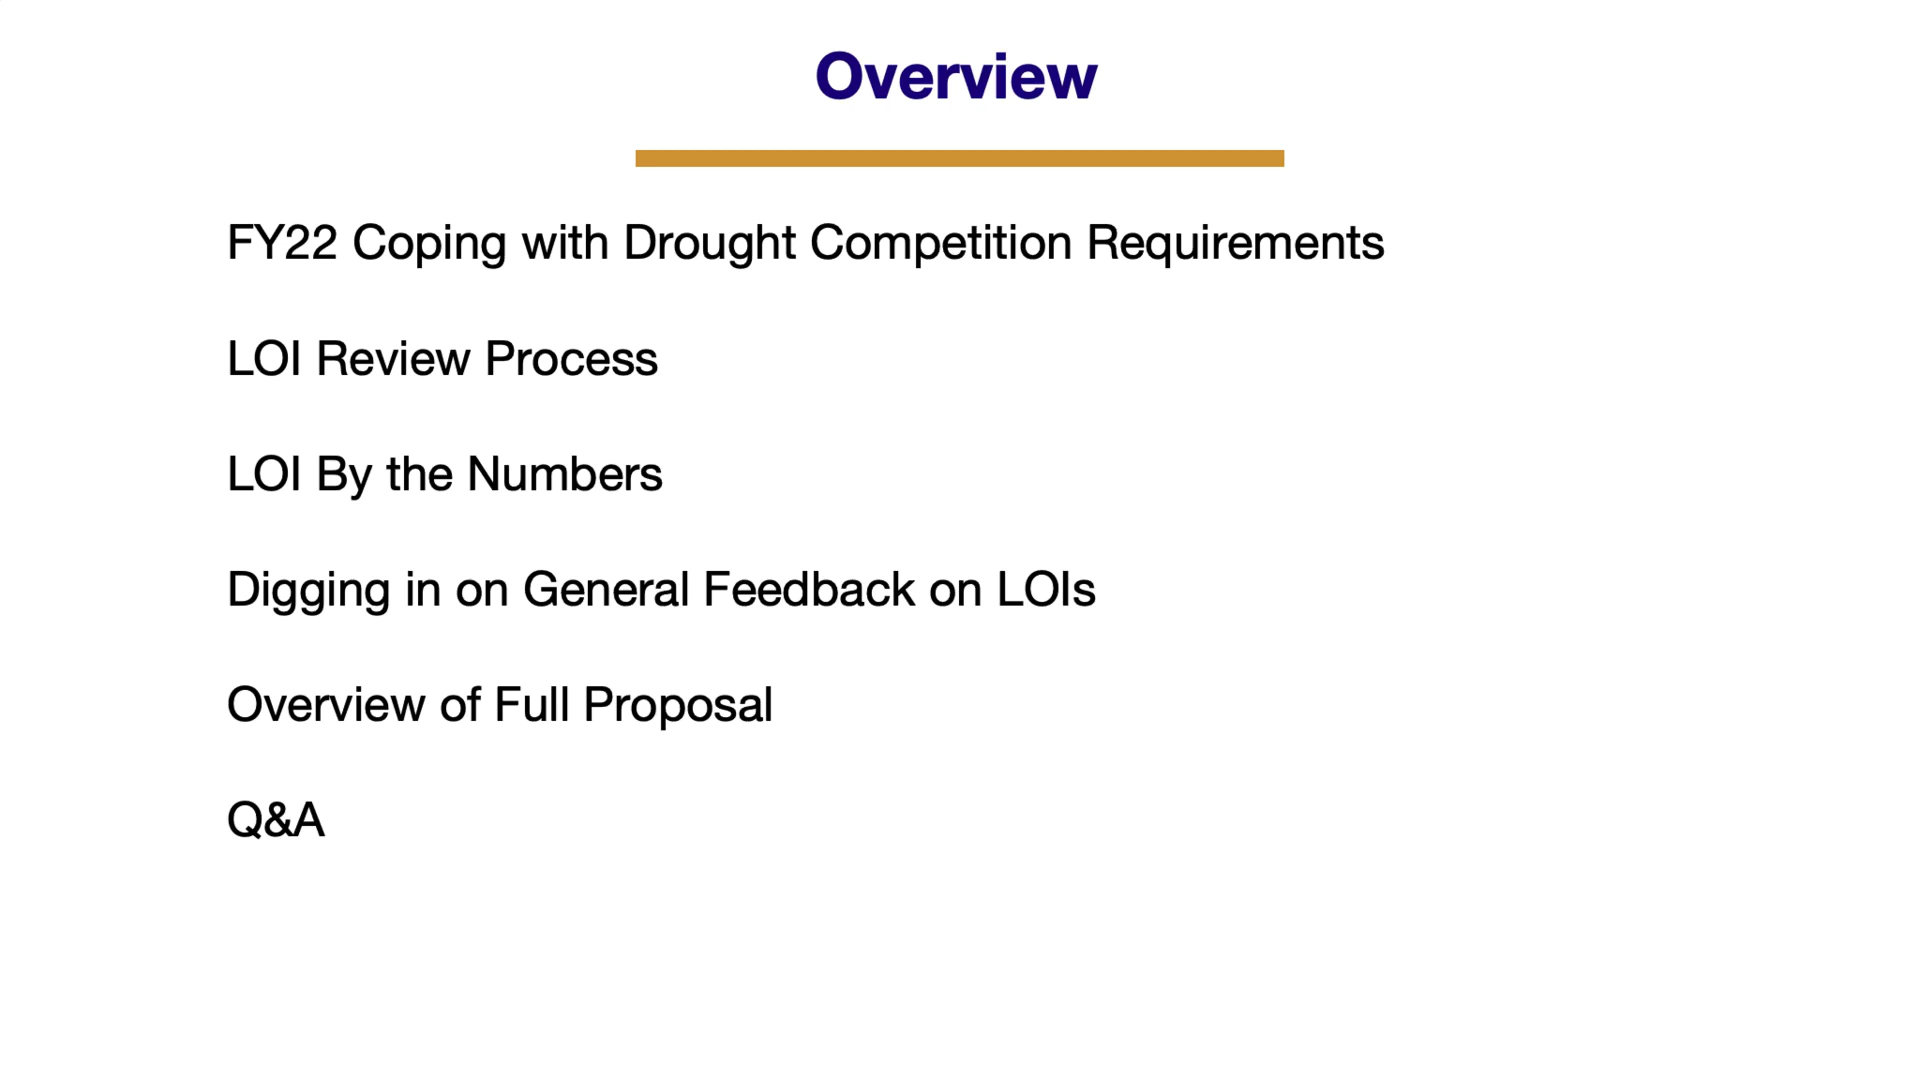 Overview
FY22 Coping with Drought Competition Requirements
LOI Review Process
LOI By the Numbers
Digging in on General Feedback on LOIs
Overview of Full Proposal
Q&A